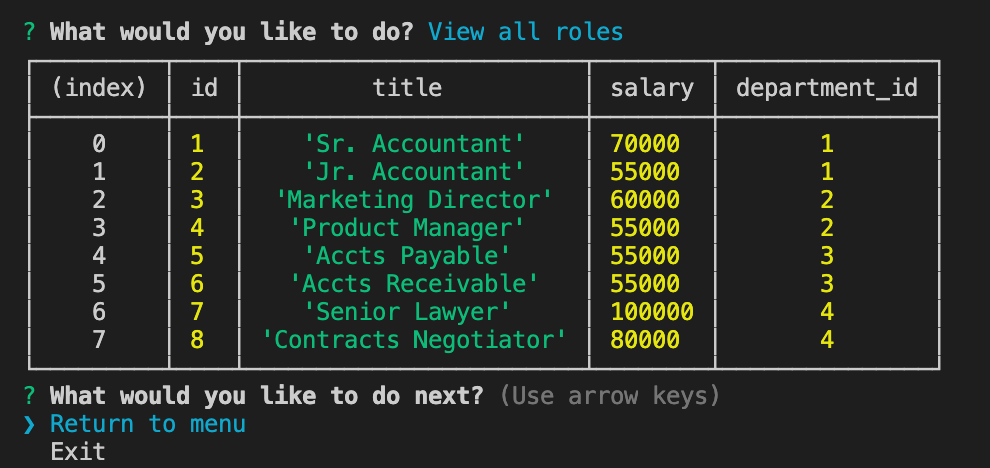 ? What would you like to do? View all roles
(index) id title salary department_id
0 1 'Sr. Accountant' 70000 1
1 2 'Jr. Accountant' 55000 1
2 3 'Marketing Director' 60000 2
3 4 'Product Manager' 55000 2
4 5 'Accts Payable' 55000 3
5 6 'Accts Receivable' 55000 3
6 7 'Senior Lawyer' 100000 4
7 8 'Contracts Negotiator' 80000 4
? What would you like to do next? (Use arrow keys)
❯ Return to menu
Exit